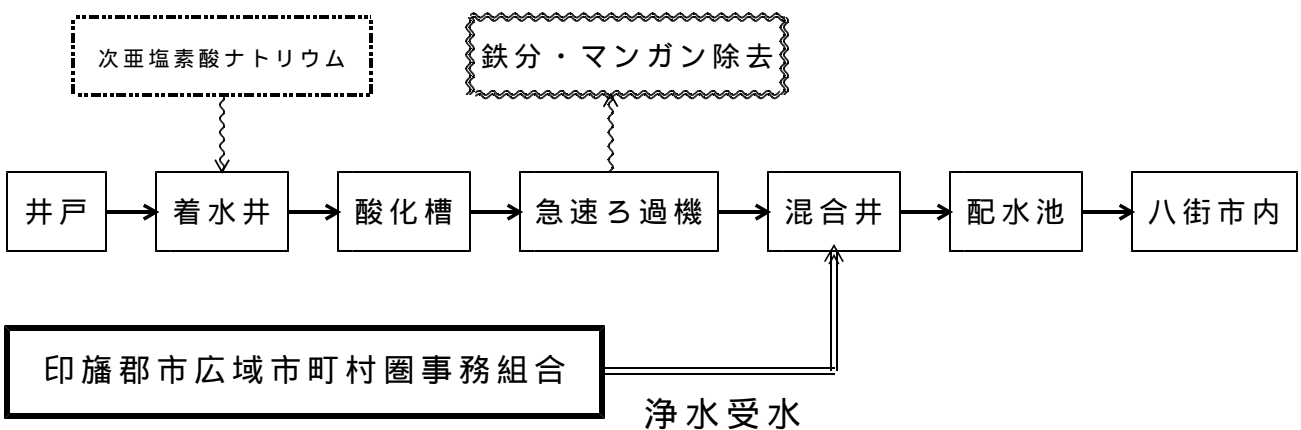 次亜塩素酸ナトリウム
鉄分・マンガン除去
井戸
着水井
酸化槽
急速ろ過機
混合井
配水池
八街市内
印旛郡市広域市町村圏事務組合
浄水受水